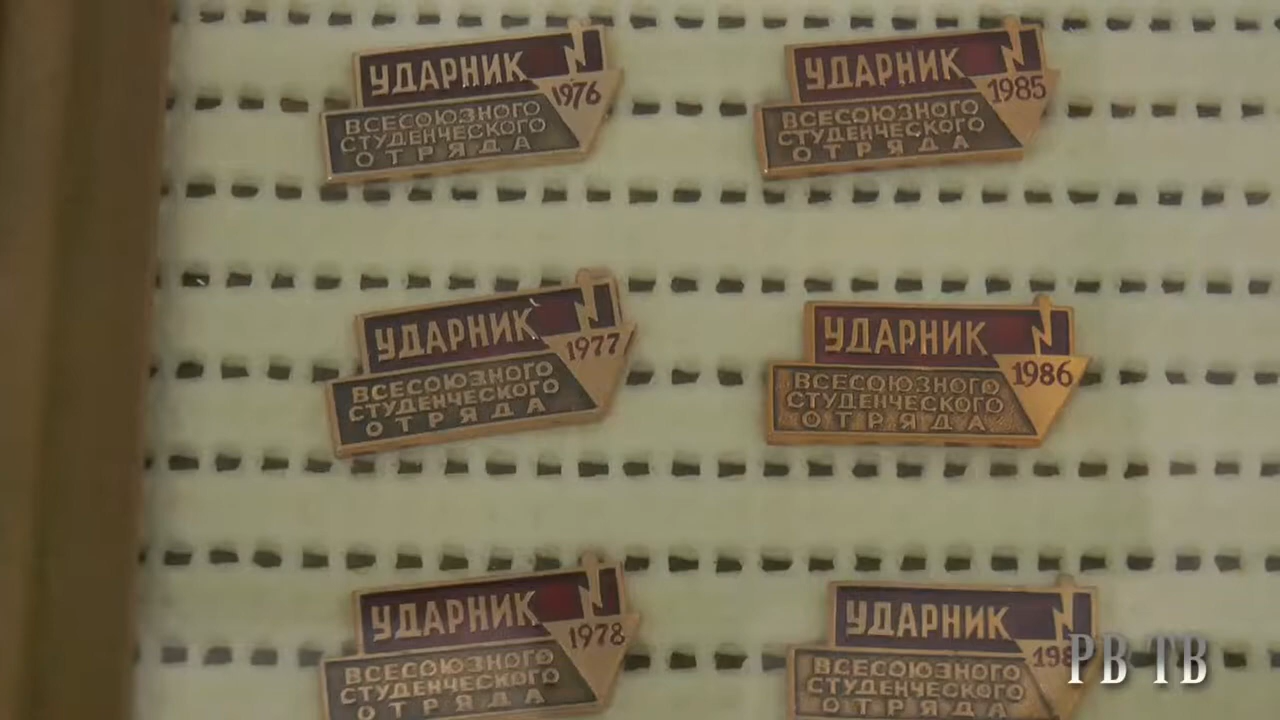 УДАРНИК
1976
ВСЕСОЮЗНОГО
СТУДЕНЧЕСКОГО
ОТРЯДА
УДАРНИК
1985
ВСЕСОЮЗНОГО
СТУДЕНЧЕСКОГО
ОТРЯДА
УДАРНИК
1977
ВСЕСОЮЗНОГО
СТУДЕНЧЕСКОГО
ОТРЯДА
УДАРНИК
1986
ВСЕСОЮЗНОГО
СТУДЕНЧЕСКОГО
ОТРЯДА
УДАРНИК
1978
ВСЕСОЮЗНОГО
СТУДЕНЧЕСКОГО
ОТРЯДА
УДАРНИК
ВСЕСОЮЗНОГО
СТУДЕНЧЕСКОГО
ОТРЯДА
РВ ТВ